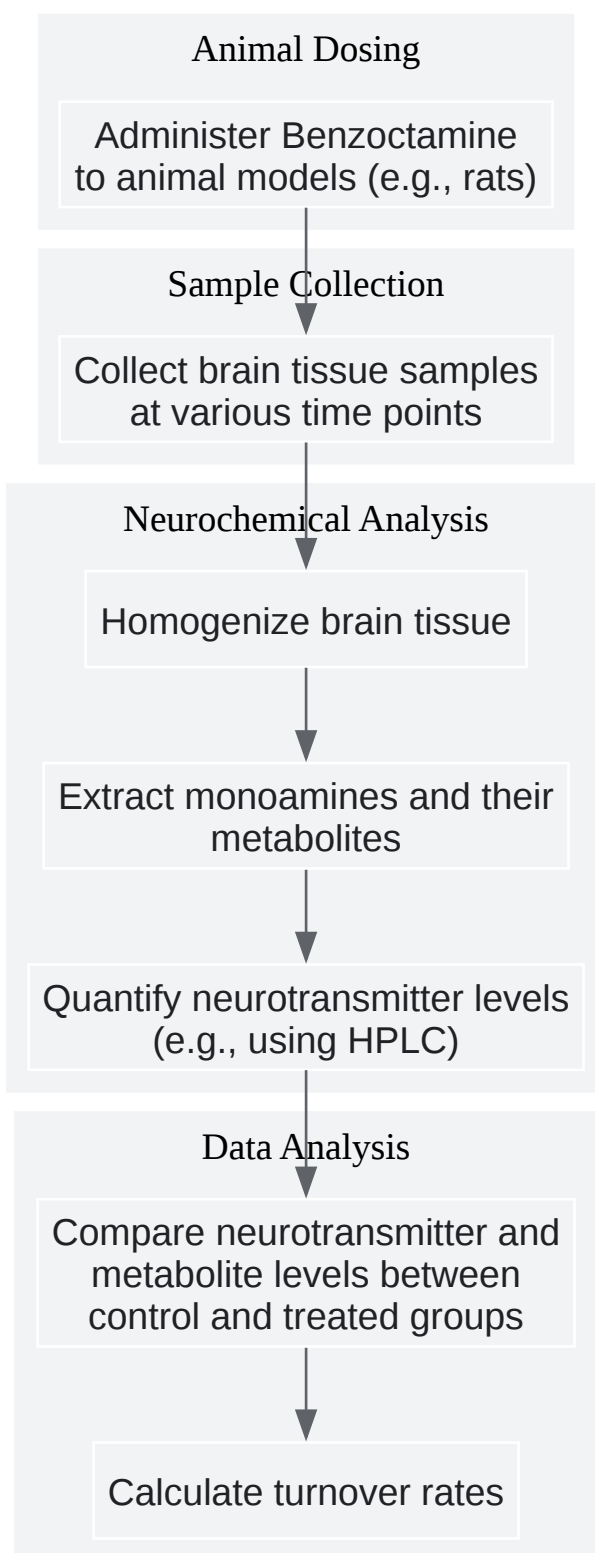 Animal Dosing
Administer Benzoctamine
to animal models (e.g., rats)
Sample Collection
Collect brain tissue samples
at various time points
Neurochemical Analysis
Homogenize brain tissue
Extract monoamines and their
metabolites
Quantify neurotransmitter levels
(e.g., using HPLC)
Data Analysis
Compare neurotransmitter and
metabolite levels between
control and treated groups
Calculate turnover rates